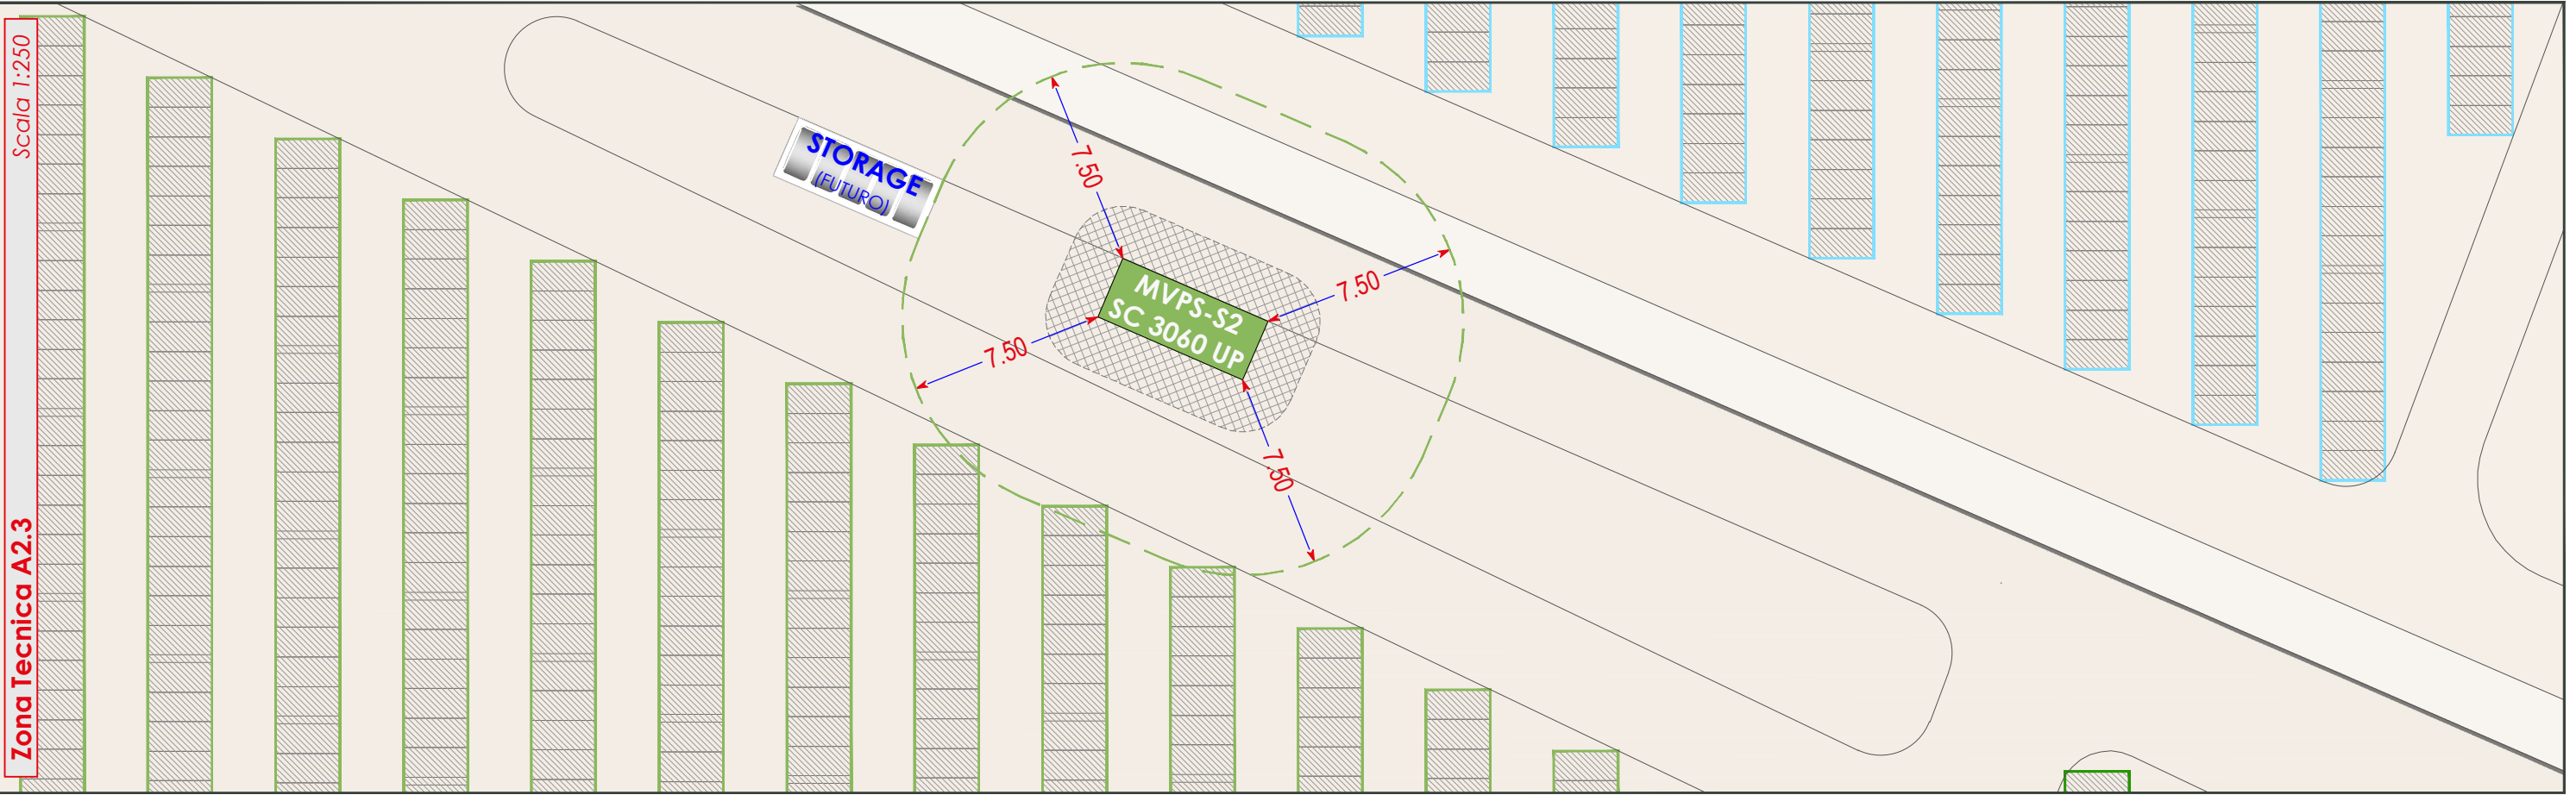 Scala 1:250
Zona Tecnica A2.3
STORAGE
(FUTURO)
7.50
7.50
MVPS-S2
SC 3060 UP
7.50
7.50